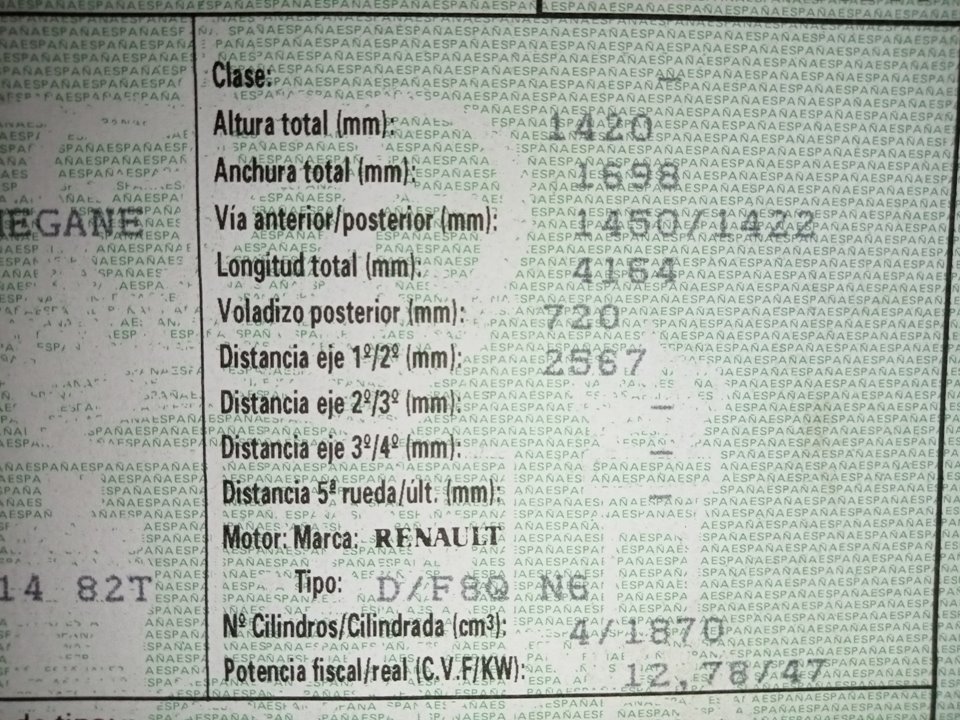 Clase: —
Altura total (mm): 1420
Anchura total (mm): 1698
MEGANE Vía anterior/posterior (mm): 1450/1422
Longitud total (mm): 4164
Voladizo posterior (mm): 720
Distancia eje 1º/2º (mm): 2567
Distancia eje 2º/3º (mm): —
Distancia eje 3º/4º (mm): —
Distancia 5ª rueda/últ. (mm): —
Motor: Marca: RENAULT
14 82T Tipo: D/F8Q N6
Nº Cilindros/Cilindrada (cm³): 4/1870
Potencia fiscal/real (C.V.F/KW): 12,78/47